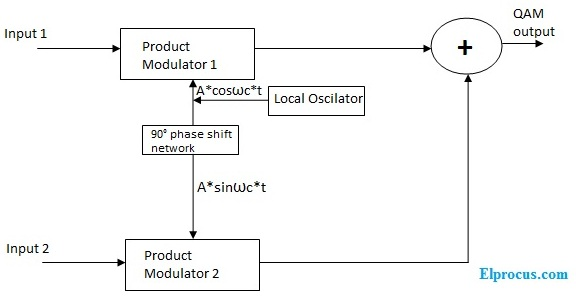 QAM
output
Input 1
Product
Modulator 1
+
A*cosωc*t
Local Oscilator
90° phase shift
network
A*sinωc*t
Input 2
Product
Modulator 2
Elprocus.com